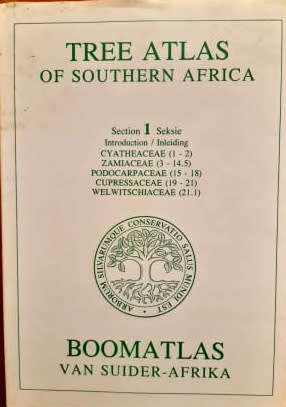 TREE ATLAS
OF SOUTHERN AFRICA
Section 1 Seksie
Introduction / Inleiding
CYATHEACEAE (1 - 2)
ZAMIACEAE (3 - 14.5)
PODOCARPACEAE (15 - 18)
CUPRESSACEAE (19 - 21)
WELWITSCHIACEAE (21.1)
ARBORUM SILVARUMQUE CONSERVATIO SALUS MUNDI EST
BOOMATLAS
VAN SUIDER-AFRIKA